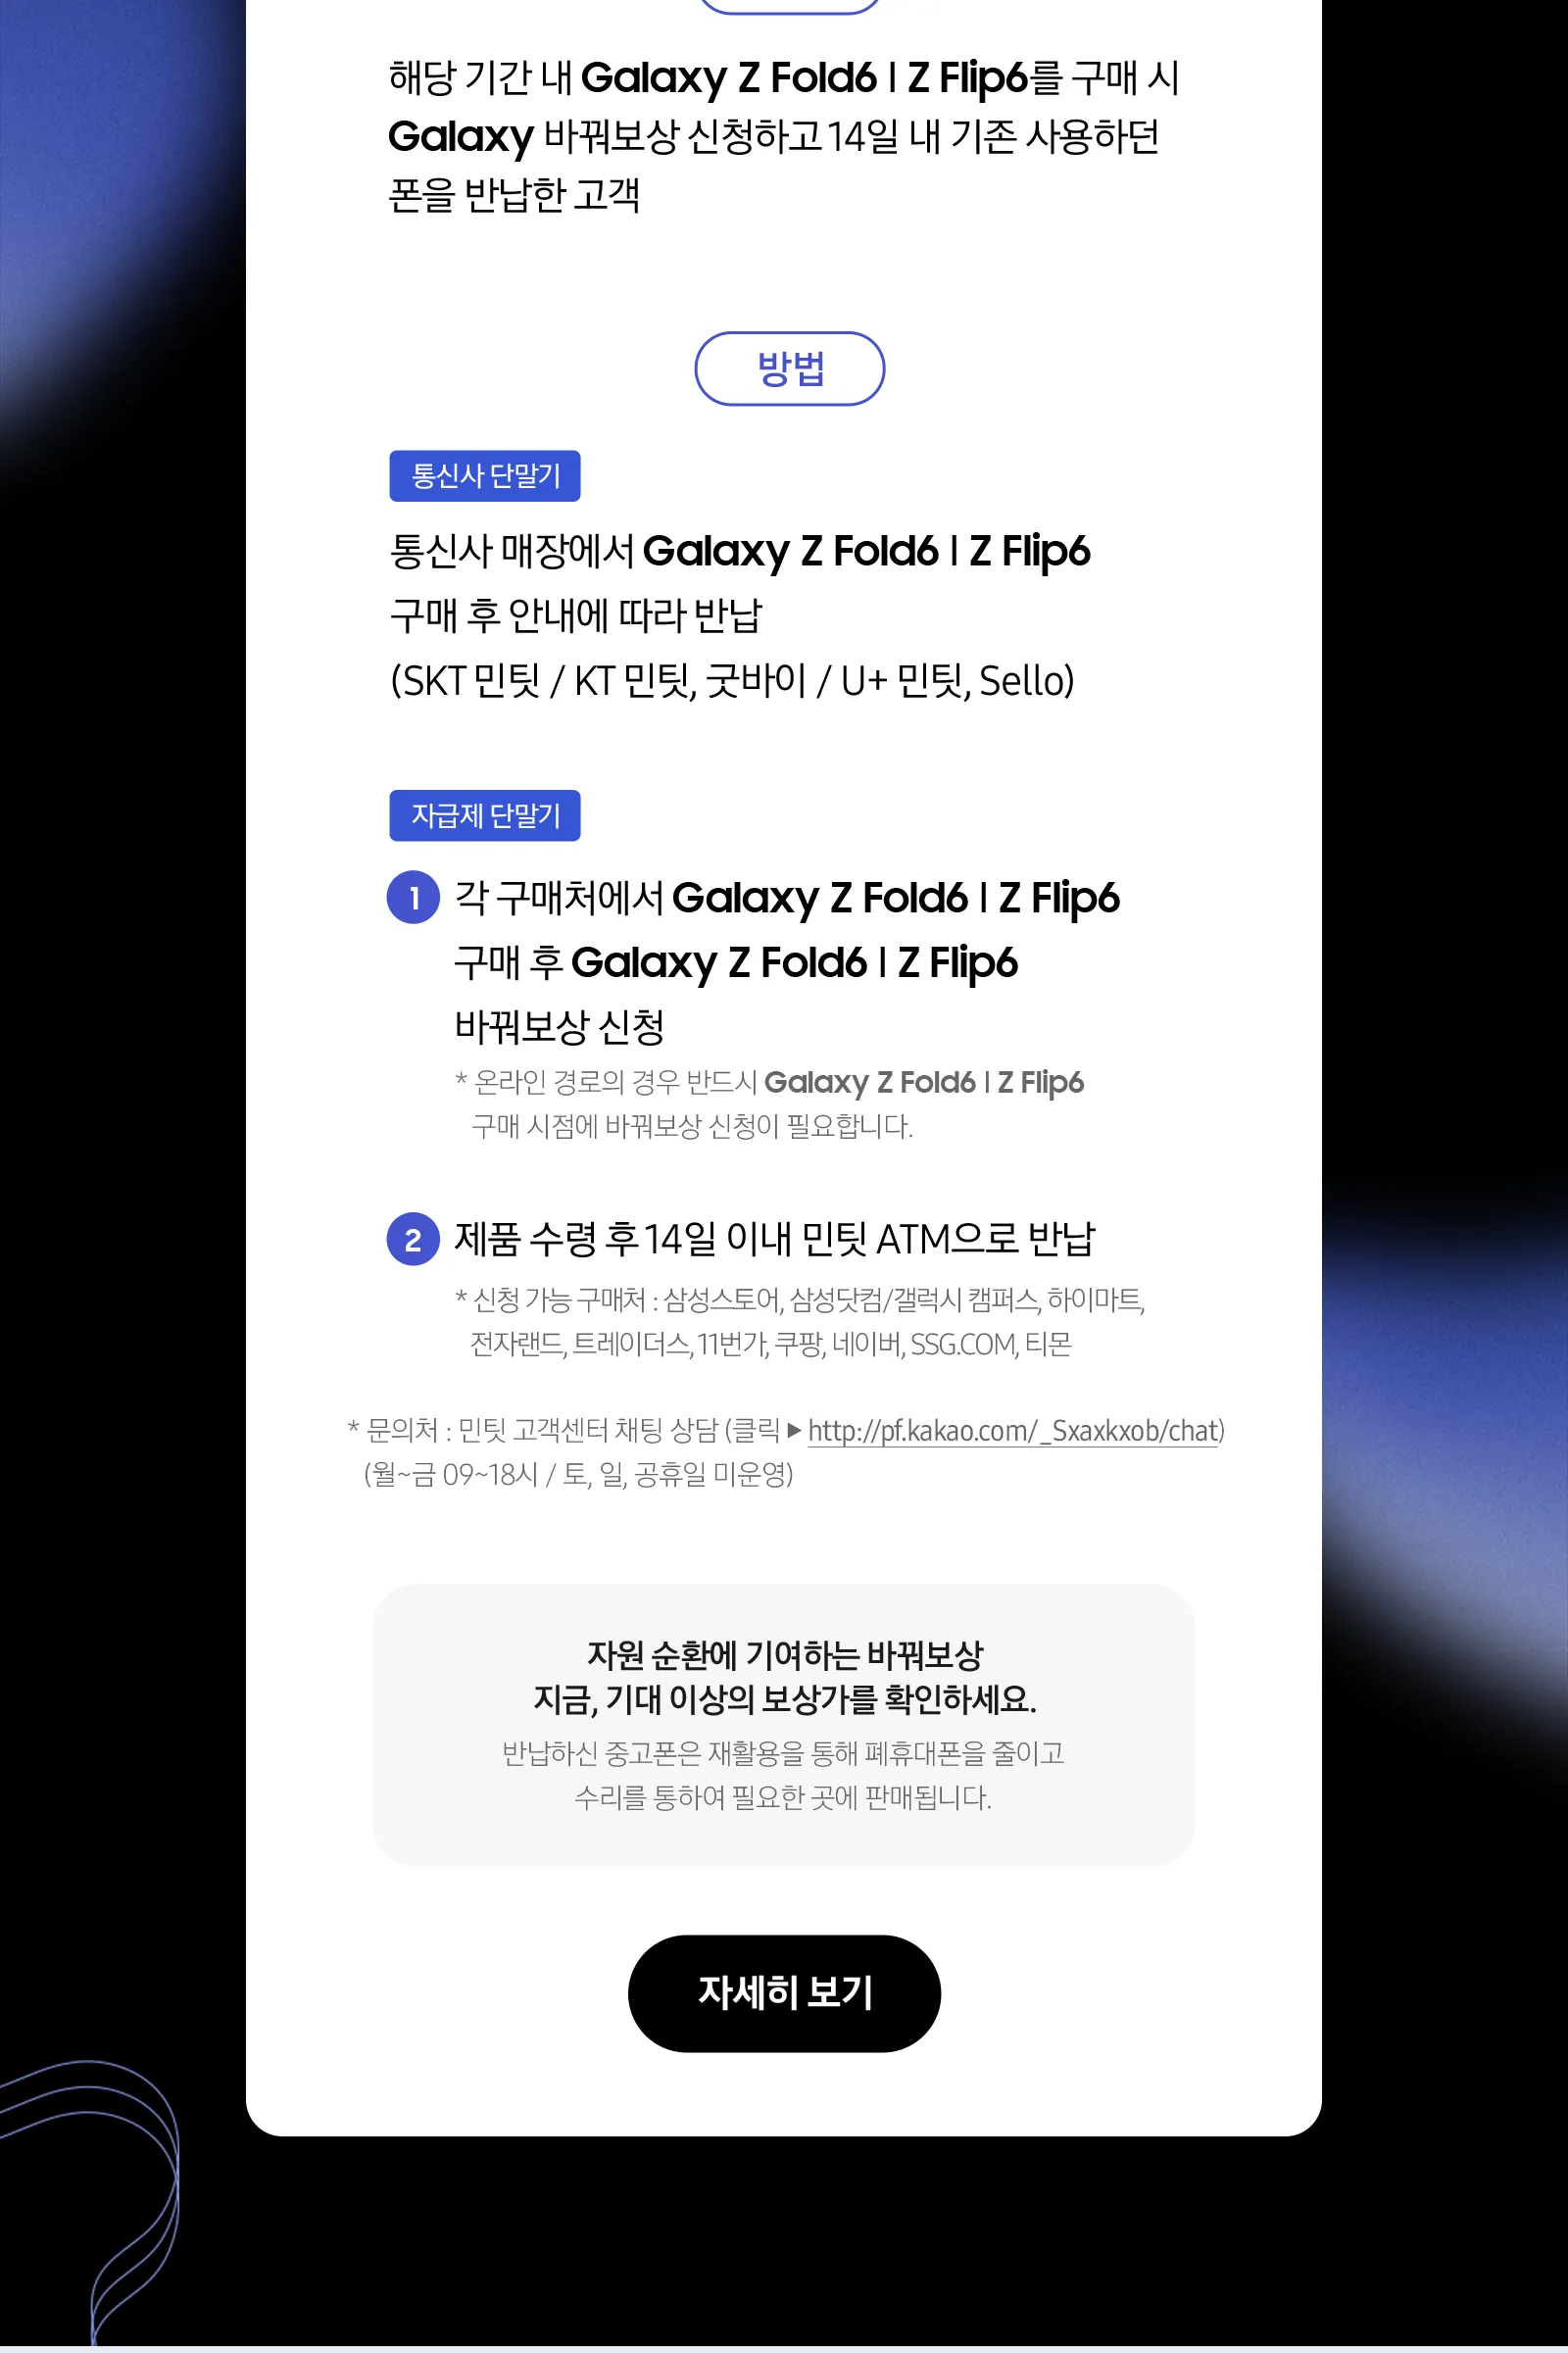 해당 기간 내 Galaxy Z Fold6 | Z Flip6를 구매 시
Galaxy 바꿔보상 신청하고 14일 내 기존 사용하던
폰을 반납한 고객
방법
통신사 단말기
통신사 매장에서 Galaxy Z Fold6 | Z Flip6
구매 후 안내에 따라 반납
(SKT 민팃 / KT 민팃, 굿바이 / U+ 민팃, Sello)
자급제 단말기
1 각 구매처에서 Galaxy Z Fold6 | Z Flip6
구매 후 Galaxy Z Fold6 | Z Flip6
바꿔보상 신청
* 온라인 경로의 경우 반드시 Galaxy Z Fold6 | Z Flip6
구매 시점에 바꿔보상 신청이 필요합니다.
2 제품 수령 후 14일 이내 민팃 ATM으로 반납
* 신청 가능 구매처 : 삼성스토어, 삼성닷컴/갤럭시 캠퍼스, 하이마트,
전자랜드, 트레이더스, 11번가, 쿠팡, 네이버, SSG.COM, 티몬
* 문의처 : 민팃 고객센터 채팅 상담 (클릭 ▶ http://pf.kakao.com/_Sxaxkxob/chat)
(월~금 09~18시 / 토, 일, 공휴일 미운영)
자원 순환에 기여하는 바꿔보상
지금, 기대 이상의 보상가를 확인하세요.
반납하신 중고폰은 재활용을 통해 폐휴대폰을 줄이고
수리를 통하여 필요한 곳에 판매됩니다.
자세히 보기